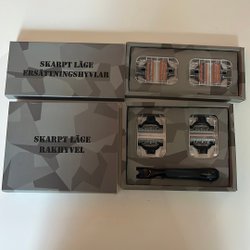 SKARPT LÄGE
ERSÄTTNINGSHYVLAR
SKARPT LÄGE
RAKHYVEL